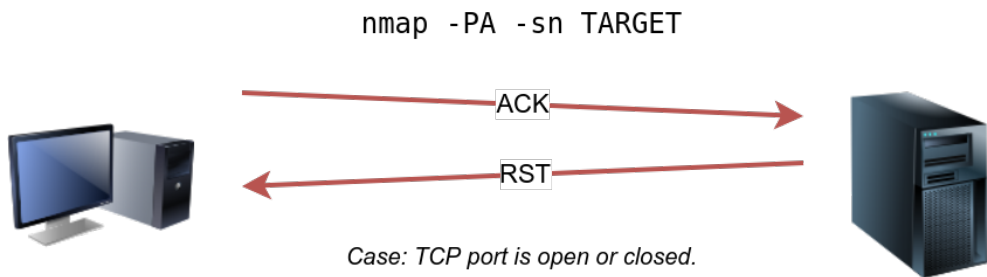 nmap -PA -sn TARGET
ACK
RST
Case: TCP port is open or closed.